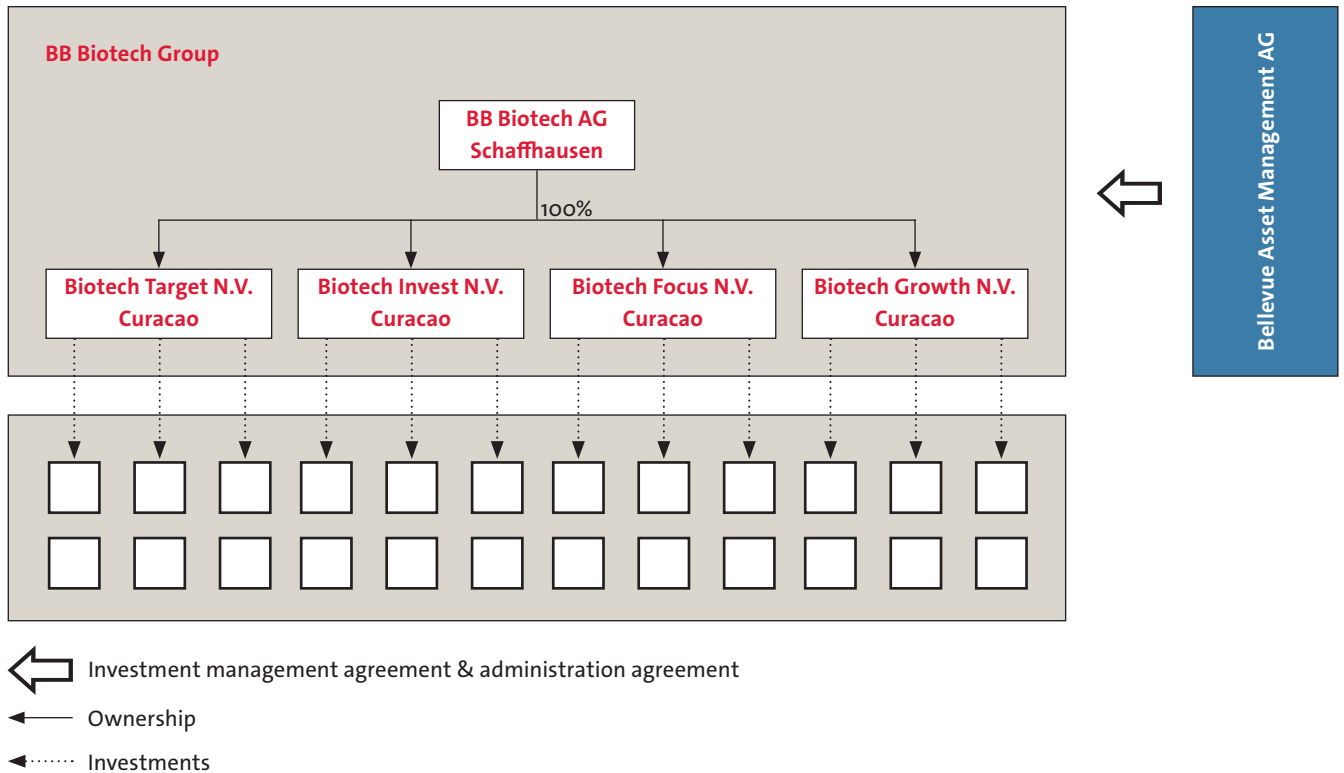 BB Biotech Group
BB Biotech AG
Schaffhausen
100%
Biotech Target N.V.
Curacao
Biotech Invest N.V.
Curacao
Biotech Focus N.V.
Curacao
Biotech Growth N.V.
Curacao
Bellevue Asset Management AG
Investment management agreement & administration agreement
Ownership
Investments